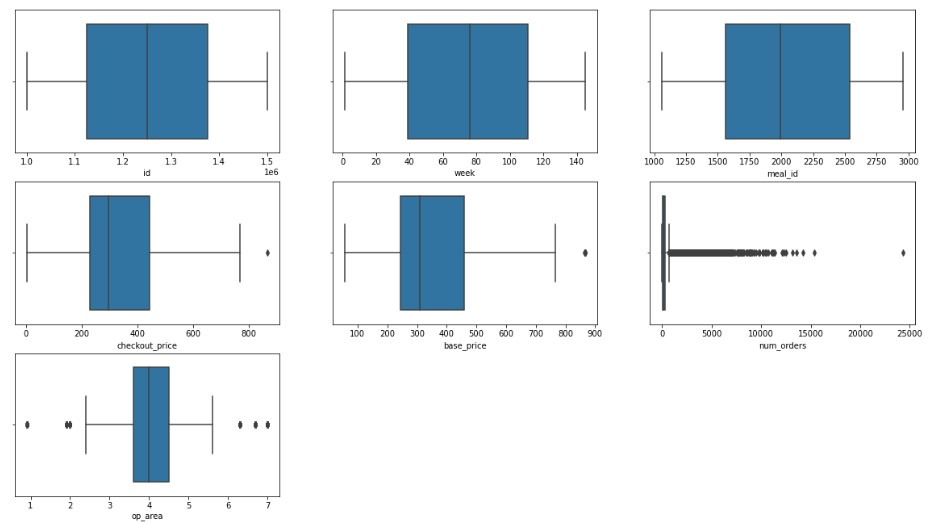 1.0 1.1 1.2 1.3 1.4 1.5
id 1e6
0 20 40 60 80 100 120 140
week
1000 1250 1500 1750 2000 2250 2500 2750 3000
meal_id
0 200 400 600 800
checkout_price
100 200 300 400 500 600 700 800 900
base_price
0 5000 10000 15000 20000 25000
num_orders
1 2 3 4 5 6 7
op_area